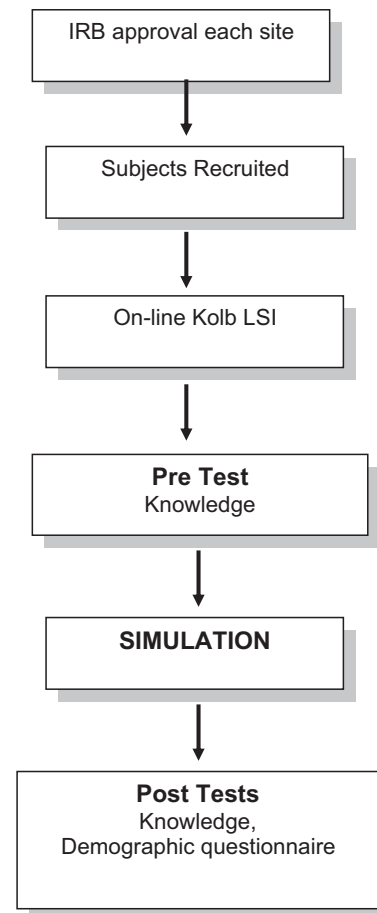 IRB approval each site
Subjects Recruited
On-line Kolb LSI
Pre Test
Knowledge
SIMULATION
Post Tests
Knowledge,
Demographic questionnaire